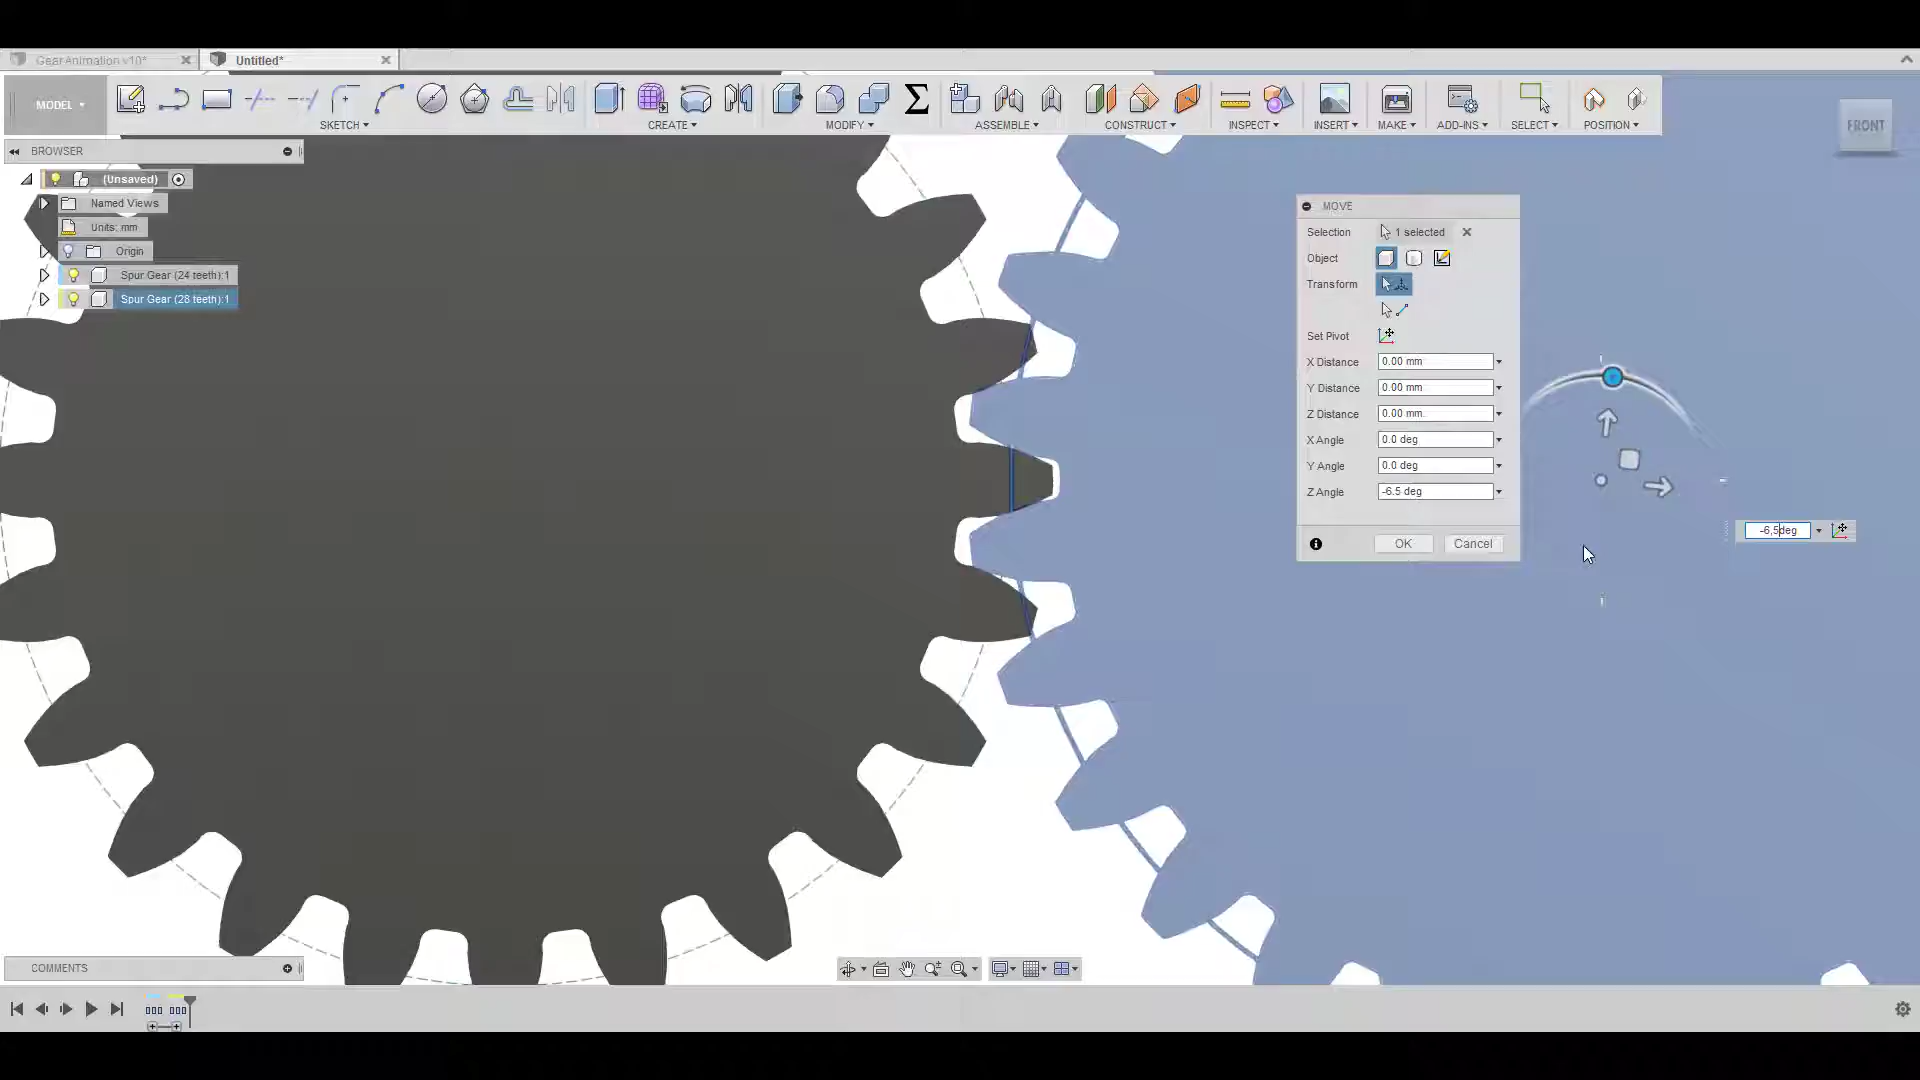 Gear Animation v10*
Untitled*
MODEL
SKETCH
CREATE
MODIFY
ASSEMBLE
CONSTRUCT
INSPECT
INSERT
MAKE
ADD-INS
SELECT
POSITION
FRONT
BROWSER
(Unsaved)
Named Views
Units: mm
Origin
Spur Gear (24 teeth):1
Spur Gear (28 teeth):1
MOVE
Selection 1 selected
Object
Transform
Set Pivot
X Distance 0.00 mm
Y Distance 0.00 mm
Z Distance 0.00 mm
X Angle 0.0 deg
Y Angle 0.0 deg
Z Angle -6.5 deg
OK Cancel
-6,5deg
COMMENTS